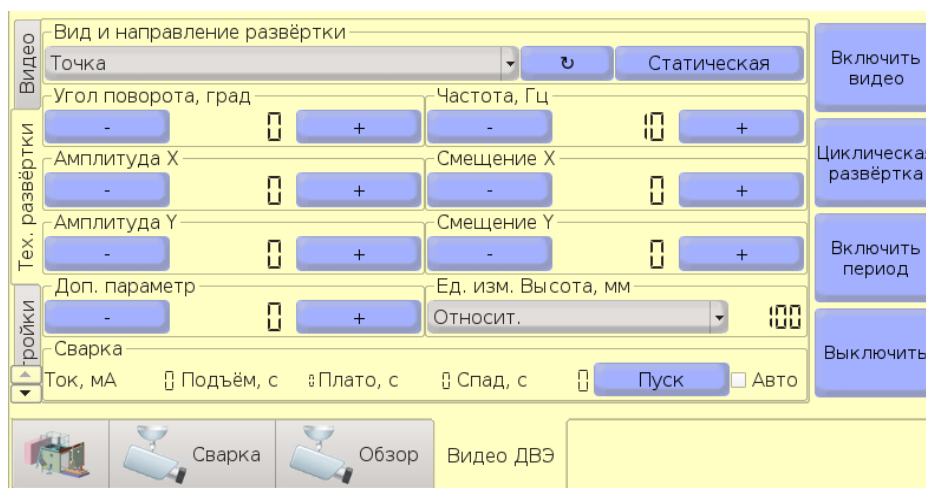 Видео
Тех. развёртки
Вид и направление развёртки
Точка
↻ Статическая
Угол поворота, град
- 0 +
Частота, Гц
- 10 +
Амплитуда X
- 0 +
Смещение X
- 0 +
Амплитуда Y
- 0 +
Смещение Y
- 0 +
Доп. параметр
- 0 +
Ед. изм. Высота, мм
Относит. 100
Сварка
Ток, мА 0 Подъём, с 0 Плато, с 0 Спад, с 0 Пуск Авто
Включить
видео
развёртка
Включить
период
Выключить
Сварка
Обзор
Видео ДВЭ